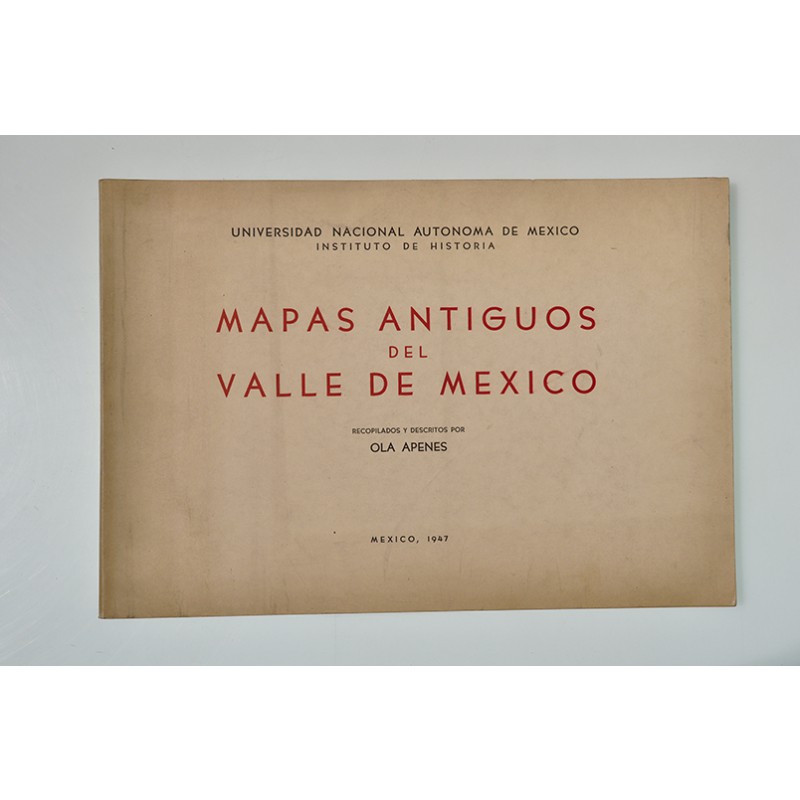 UNIVERSIDAD NACIONAL AUTONOMA DE MEXICO
INSTITUTO DE HISTORIA
MAPAS ANTIGUOS
DEL
VALLE DE MEXICO
RECOPILADOS Y DESCRITOS POR
OLA APENES
MEXICO, 1947